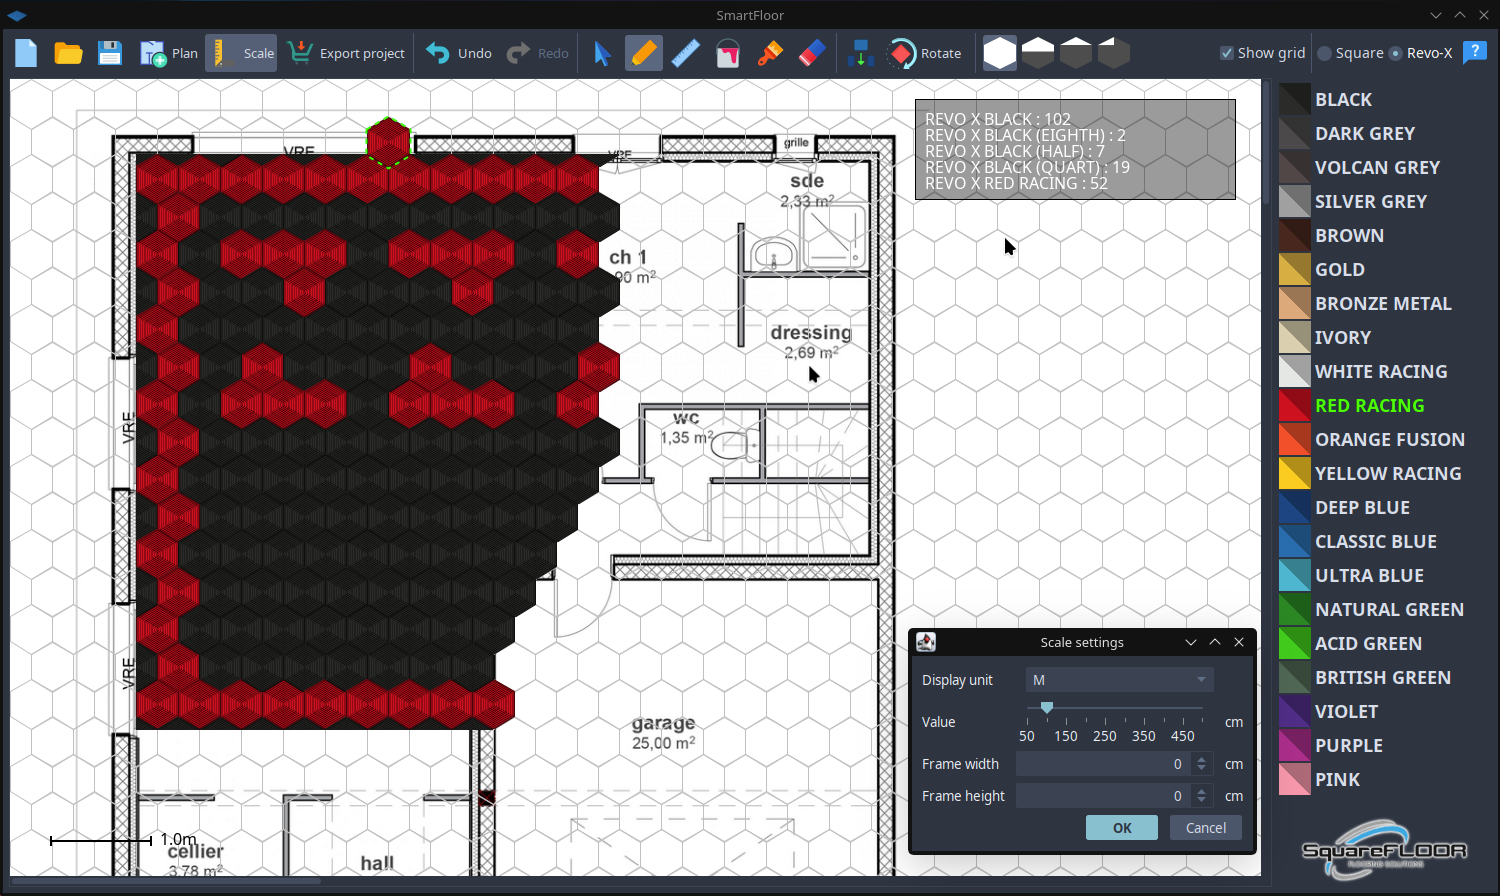 SmartFloor
Plan
Scale
Export project
Undo
Redo
Rotate
Show grid
Square
Revo-X
?
REVO X BLACK : 102
REVO X BLACK (EIGHTH) : 2
REVO X BLACK (HALF) : 7
REVO X BLACK (QUART) : 19
REVO X RED RACING : 52
BLACK
DARK GREY
VOLCAN GREY
SILVER GREY
BROWN
GOLD
BRONZE METAL
IVORY
WHITE RACING
RED RACING
ORANGE FUSION
YELLOW RACING
DEEP BLUE
CLASSIC BLUE
ULTRA BLUE
NATURAL GREEN
ACID GREEN
BRITISH GREEN
VIOLET
PURPLE
PINK
VRE
VRE
grille
sde
2,33 m²
ch 1
90 m²
dressing
2,69 m²
wc
1,35 m²
VRE
VRE
garage
25,00 m²
1.0m
cellier
3,78 m²
hall
Scale settings
Display unit
M
Value
50 150 250 350 450
cm
Frame width
0
cm
Frame height
0
cm
OK
Cancel
SquareFLOOR
FLOORING SOLUTIONS